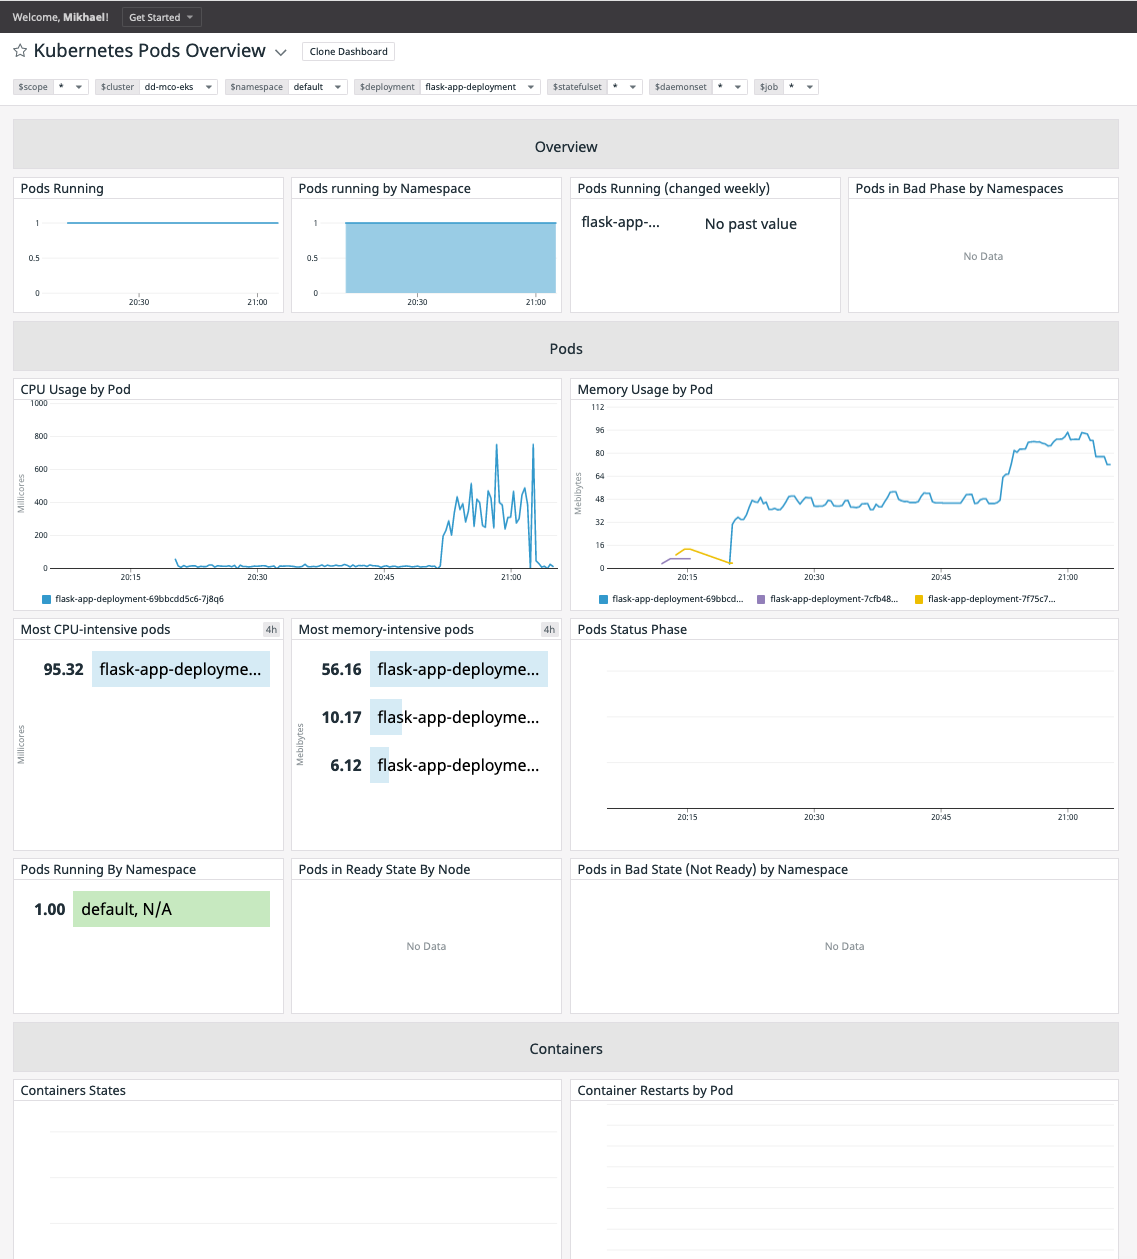 Welcome, Mikhael! Get Started
Kubernetes Pods Overview Clone Dashboard
$scope * $cluster dd-mco-eks $namespace default $deployment flask-app-deployment $statefulset * $daemonset * $job *
Overview
Pods Running
1
0.5
0
20:30 21:00
Pods running by Namespace
1
0.5
0
20:30 21:00
Pods Running (changed weekly)
flask-app-... No past value
Pods in Bad Phase by Namespaces
No Data
Pods
CPU Usage by Pod
Millicores
1000
800
600
400
200
0
20:15 20:30 20:45 21:00
flask-app-deployment-69bbcdd5c6-7j8q6
Memory Usage by Pod
Mebibytes
112
96
80
64
48
32
16
0
20:15 20:30 20:45 21:00
flask-app-deployment-69bbcd... flask-app-deployment-7cfb48... flask-app-deployment-7f75c7...
Most CPU-intensive pods 4h
Millicores
95.32 flask-app-deployme...
Most memory-intensive pods 4h
Mebibytes
56.16 flask-app-deployme...
10.17 flask-app-deployme...
6.12 flask-app-deployme...
Pods Status Phase
20:15 20:30 20:45 21:00
Pods Running By Namespace
1.00 default, N/A
Pods in Ready State By Node
No Data
Pods in Bad State (Not Ready) by Namespace
No Data
Containers
Containers States
Container Restarts by Pod